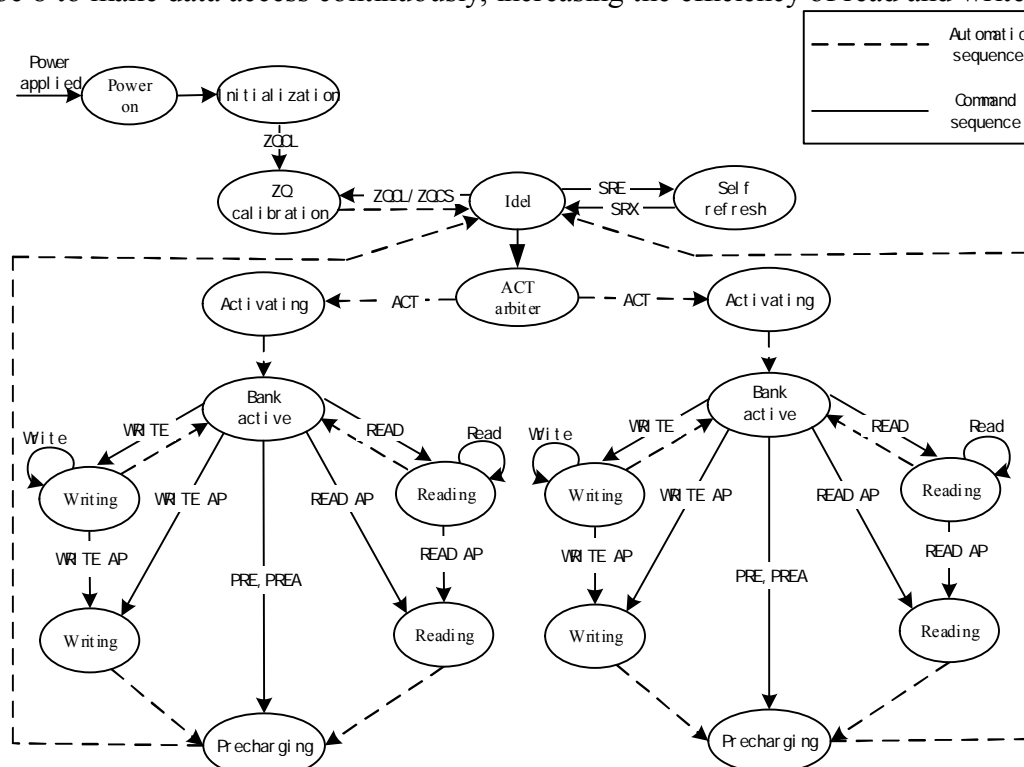 be 8 to make data access continuously, increasing the efficiency of read and write
Automatic
sequence
Command
sequence
Power
applied
Power
on
Initialization
ZQCL
ZQ
calibration
ZQCL/ZQCS
Idel
SRE
SRX
Self
refresh
ACT
arbiter
ACT
ACT
Activating
Activating
Bank
active
Bank
active
Write
WRITE
READ
Read
Writing
WRITE AP
READ AP
Reading
WRITE AP
PRE, PREA
READ AP
Writing
Reading
Precharging
Write
WRITE
READ
Read
Writing
WRITE AP
READ AP
Reading
WRITE AP
PRE, PREA
READ AP
Writing
Reading
Precharging